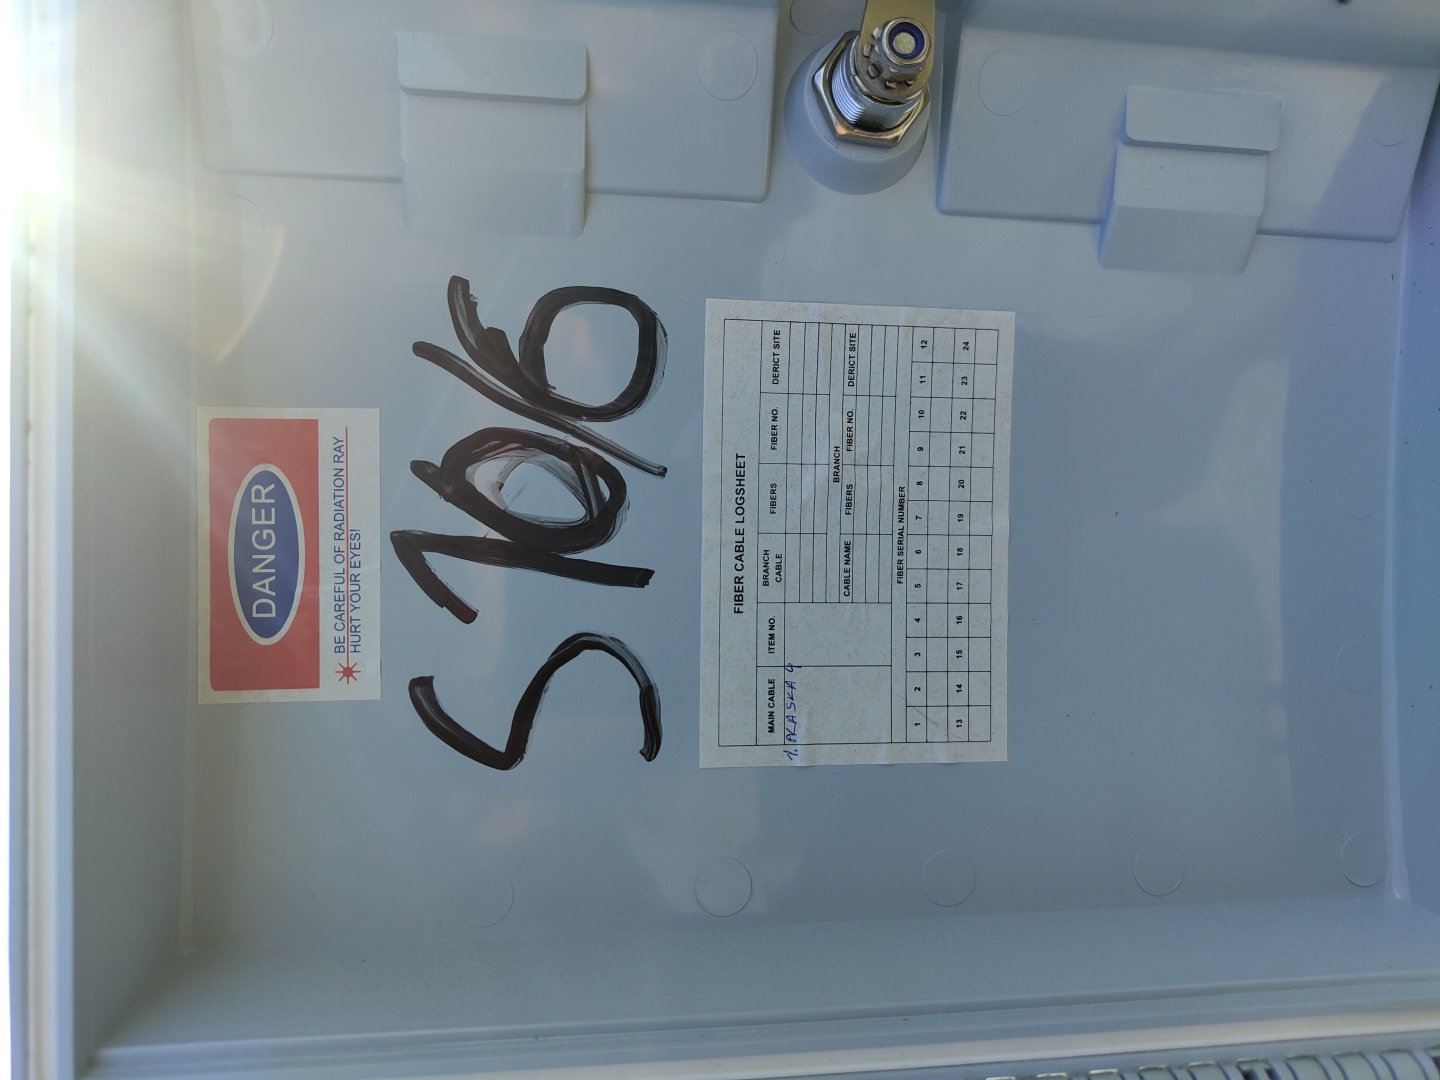 DANGER
BE CAREFUL OF RADIATION RAY
HURT YOUR EYES!
S 10/6
FIBER CABLE LOGSHEET
MAIN CABLE ITEM NO. BRANCH CABLE FIBERS FIBER NO. DERICT SITE
1. PRASKA 4
BRANCH
CABLE NAME FIBERS FIBER NO. DERICT SITE
FIBER SERIAL NUMBER
1 2 3 4 5 6 7 8 9 10 11 12
13 14 15 16 17 18 19 20 21 22 23 24